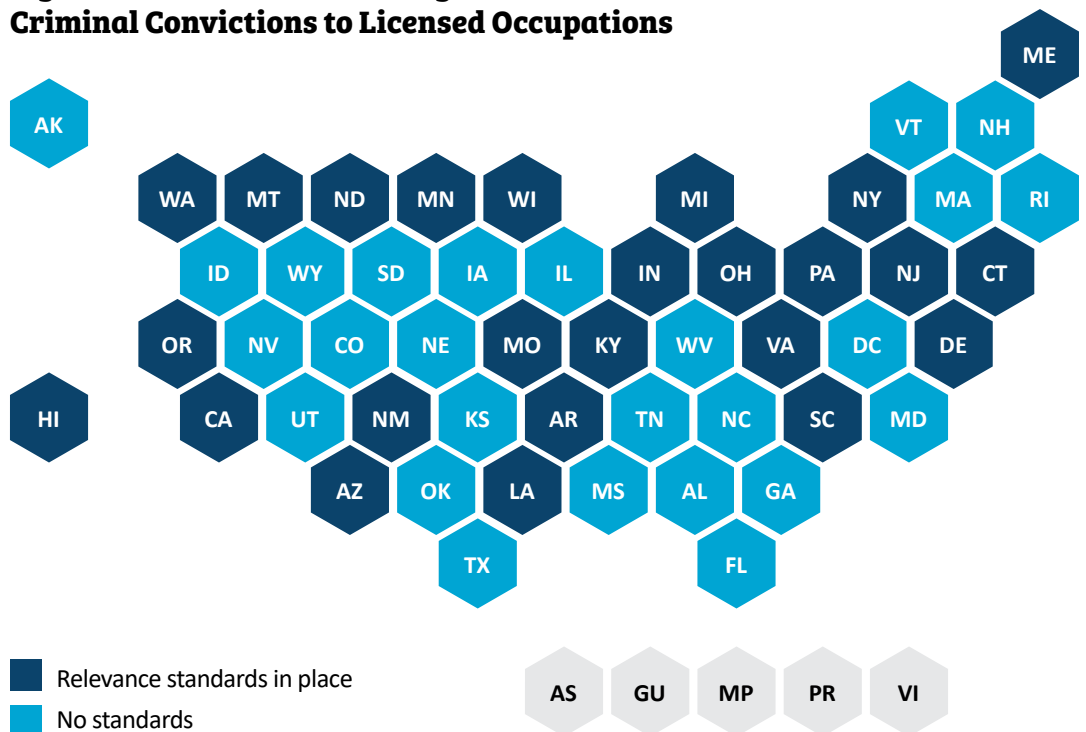 Criminal Convictions to Licensed Occupations
ME
AK
VT NH
WA MT ND MN WI MI NY MA RI
ID WY SD IA IL IN OH PA NJ CT
OR NV CO NE MO KY WV VA DC DE
HI CA UT NM KS AR TN NC SC MD
AZ OK LA MS AL GA
TX FL
Relevance standards in place
No standards
AS GU MP PR VI